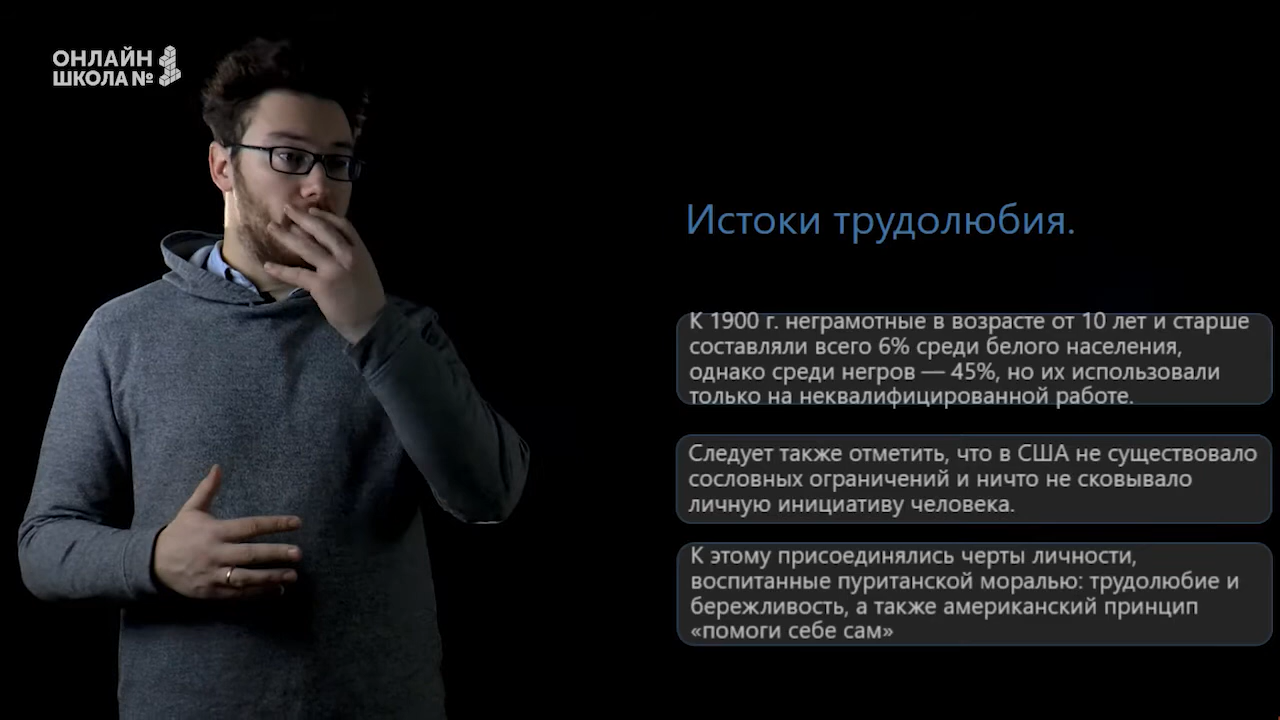 ОНЛАЙН
ШКОЛА №
Истоки трудолюбия.
К 1900 г. неграмотные в возрасте от 10 лет и старше
составляли всего 6% среди белого населения,
однако среди негров — 45%, но их использовали
только на неквалифицированной работе.
Следует также отметить, что в США не существовало
сословных ограничений и ничто не сковывало
личную инициативу человека.
К этому присоединялись черты личности,
воспитанные пуританской моралью: трудолюбие и
бережливость, а также американский принцип
«помоги себе сам»